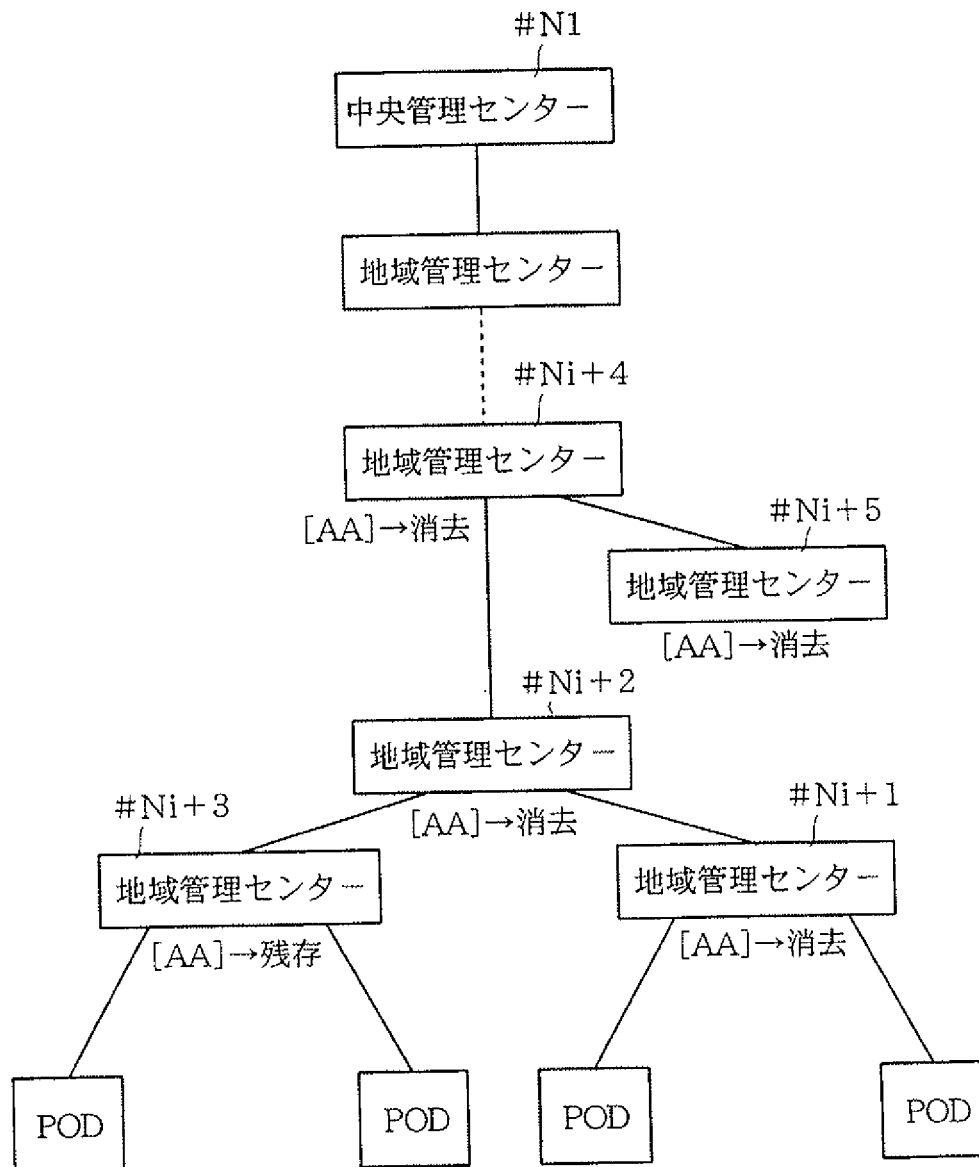 #N1
中央管理センター
地域管理センター
#Ni+4
地域管理センター
[AA]→消去
#Ni+5
地域管理センター
[AA]→消去
#Ni+2
地域管理センター
[AA]→消去
#Ni+3
地域管理センター
[AA]→残存
#Ni+1
地域管理センター
[AA]→消去
POD
POD
POD
POD